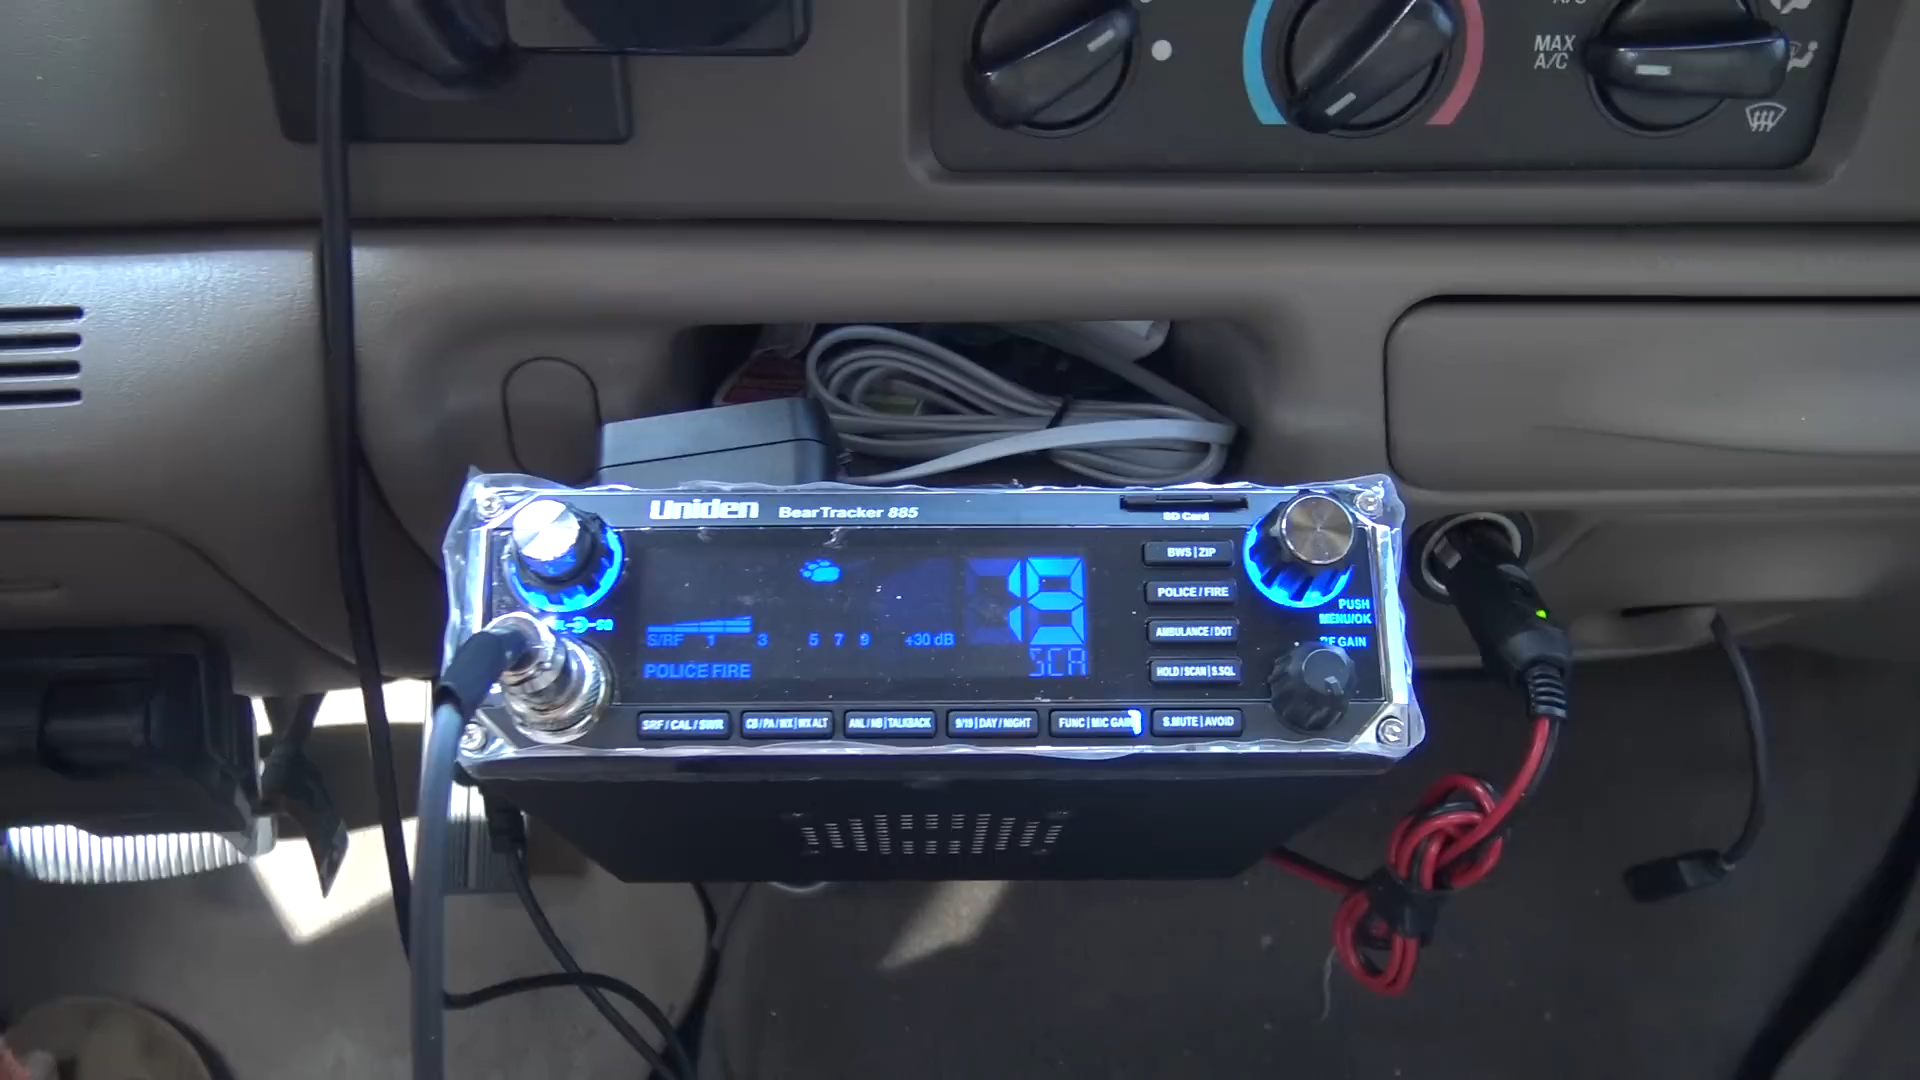 MAX
A/C
Uniden BearTracker 885
SD Card
BWS | ZIP
POLICE / FIRE
PUSH
MENU/OK
AMBULANCE / DOT
RF GAIN
S/RF 1 3 5 7 9 +30 dB
19
SCA
POLICE FIRE
HOLD / SCAN | S.SQL
SRF / CAL / SWR
CB / PA / WX | WX ALT
ANL / NB | TALKBACK
9/19 | DAY / NIGHT
FUNC | MIC GAIN
S.MUTE | AVOID